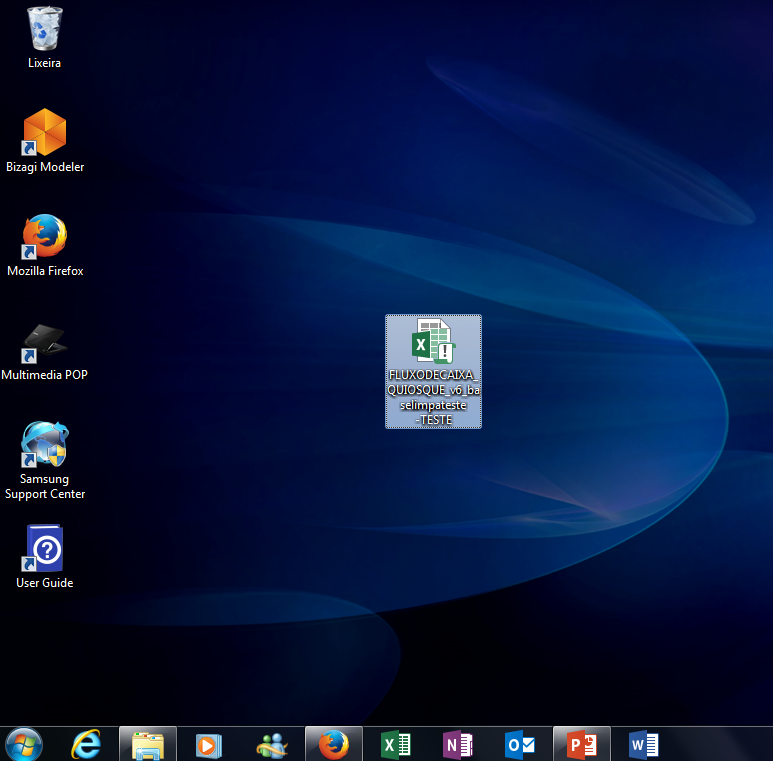 Lixeira
Bizagi Modeler
Mozilla Firefox
Multimedia POP
Samsung
Support Center
User Guide
X
FLUXODECAIXA_
QUIOSQUE_v6_ba
selimpateste
-TESTE
X
N
O
P
W